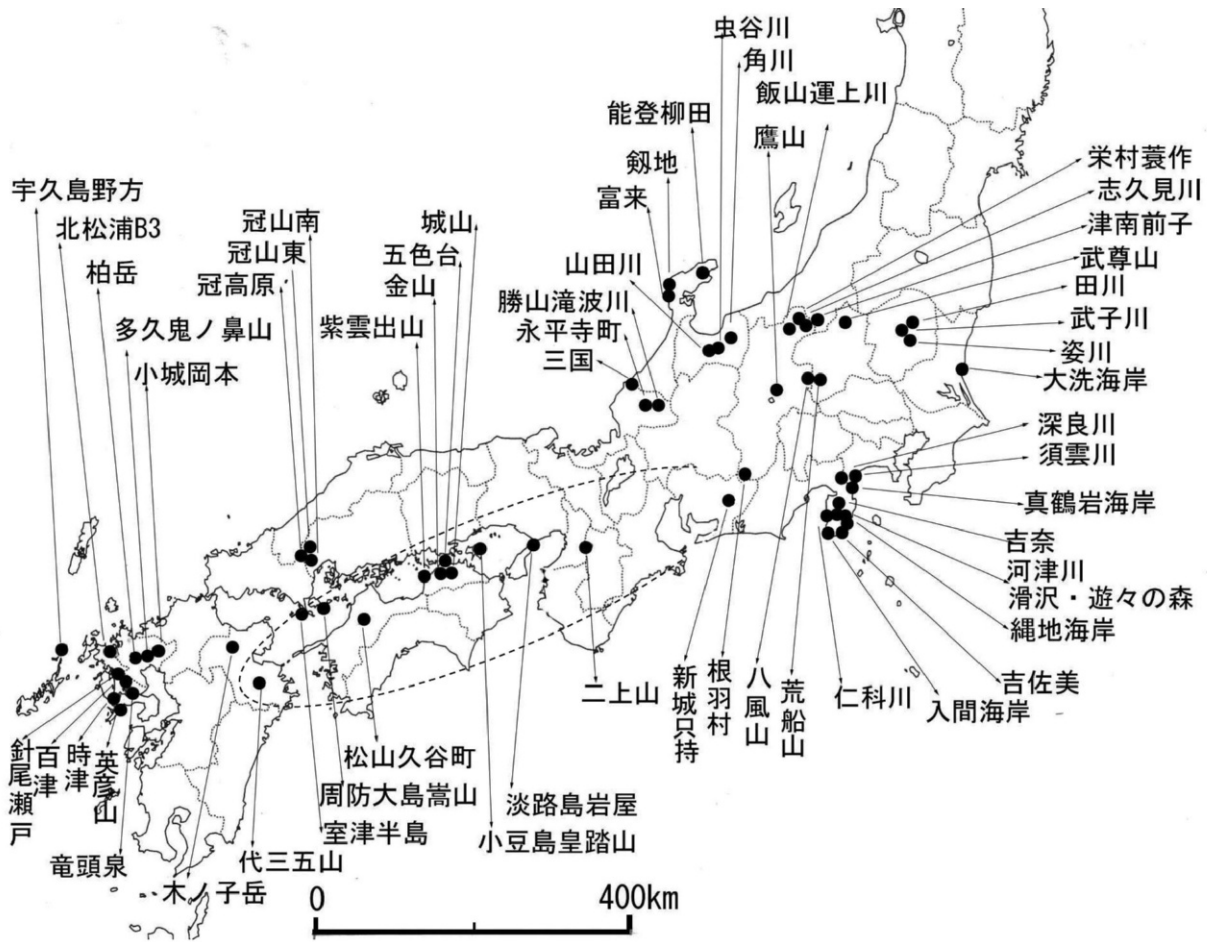 虫谷川
角川
飯山運上川
能登柳田
鷹山
剱地
富来
栄村蓑作
志久見川
津南前子
武尊山
田川
武子川
姿川
大洗海岸
宇久島野方
北松浦B3
柏岳
多久鬼ノ鼻山
小城岡本
冠山南
冠山東
冠高原
城山
五色台
金山
紫雲出山
山田川
勝山滝波川
永平寺町
三国
深良川
須雲川
真鶴岩海岸
吉奈
河津川
滑沢・遊々の森
縄地海岸
吉佐美
入間海岸
仁科川
荒船山
八風山
根羽村
新城只持
二上山
淡路島岩屋
小豆島皇踏山
松山久谷町
周防大島嵩山
室津半島
代三五山
木ノ子岳
竜頭泉
英彦山
時津
百津
針尾瀬戸
0
400km